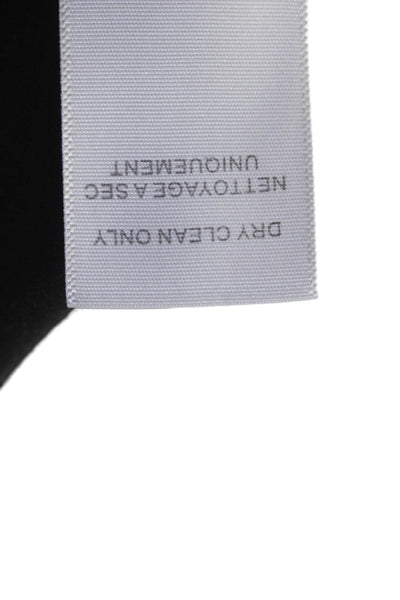 DRY CLEAN ONLY
NETTOYAGE A SEC
UNIQUEMENT